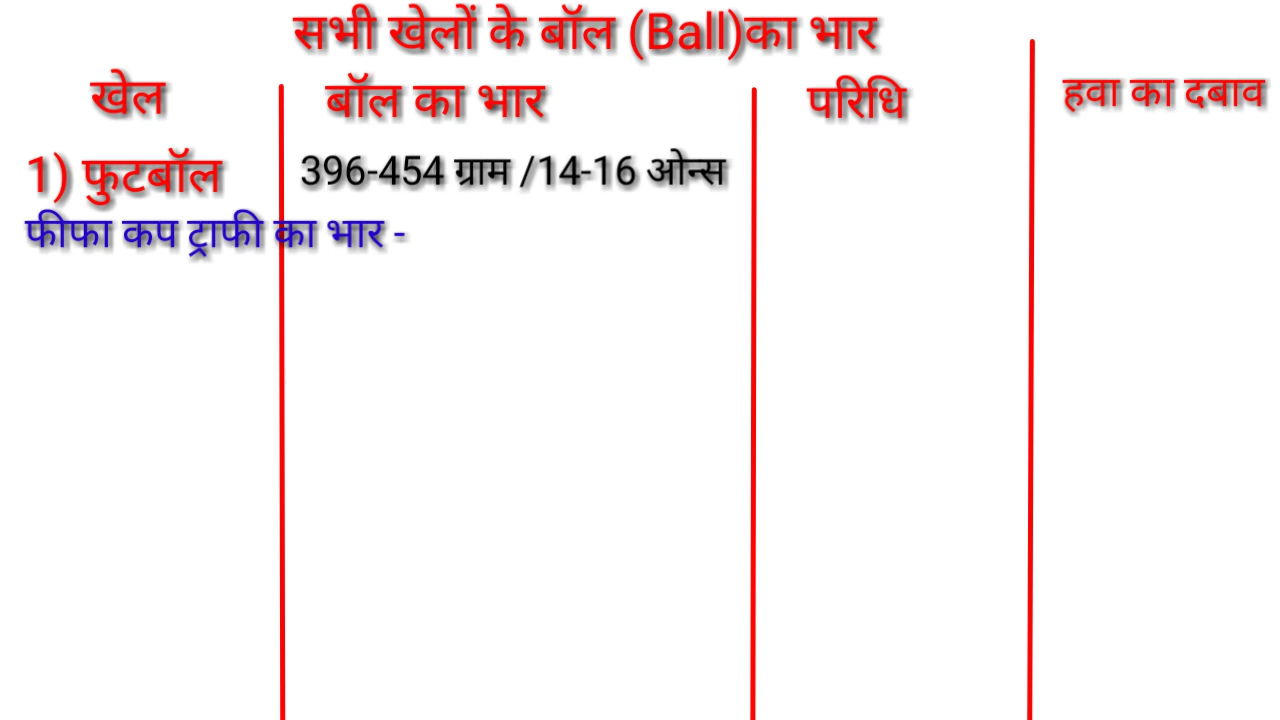 सभी खेलों के बॉल (Ball)का भार
खेल बॉल का भार परिधि हवा का दबाव
1) फुटबॉल 396-454 ग्राम /14-16 ओन्स
फीफा कप ट्राफी का भार -